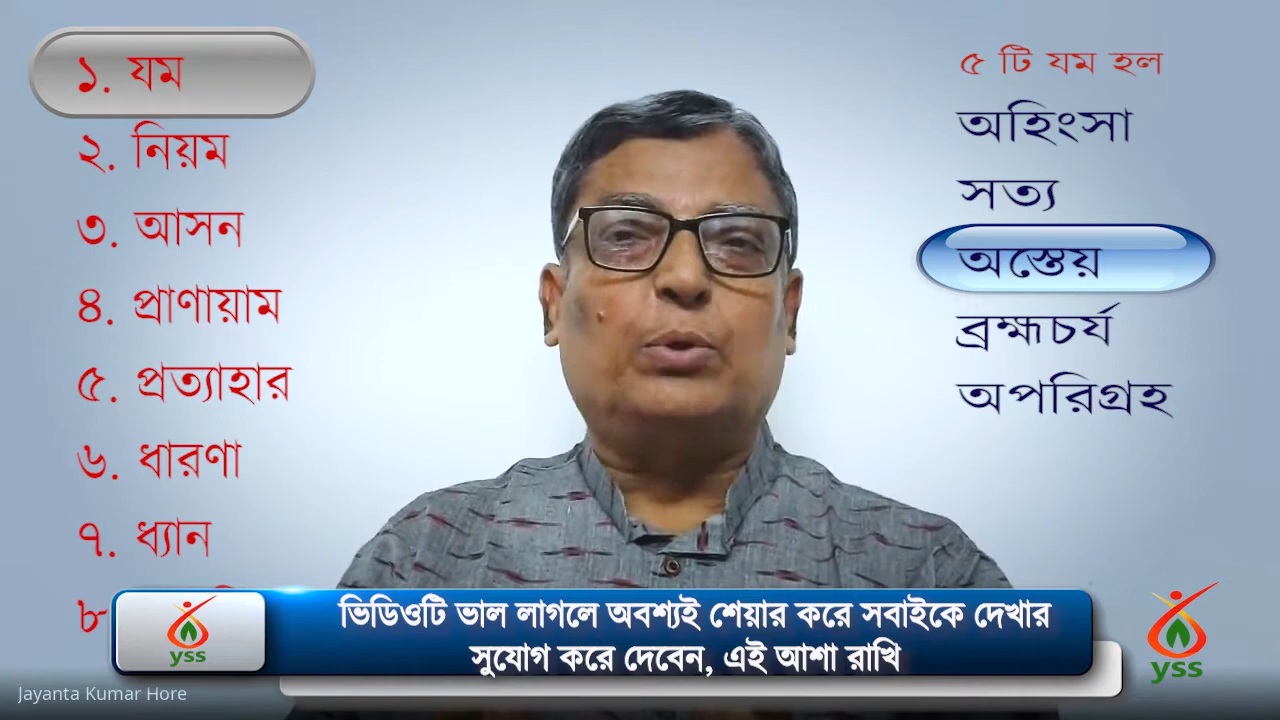 ১. যম
২. নিয়ম
৩. আসন
৪. প্রাণায়াম
৫. প্রত্যাহার
৬. ধারণা
৭. ধ্যান
৮
৫ টি যম হল
অহিংসা
সত্য
অস্তেয়
ব্রহ্মচর্য
অপরিগ্রহ
yss
ভিডিওটি ভাল লাগলে অবশ্যই শেয়ার করে সবাইকে দেখার
সুযোগ করে দেবেন, এই আশা রাখি
yss
Jayanta Kumar Hore